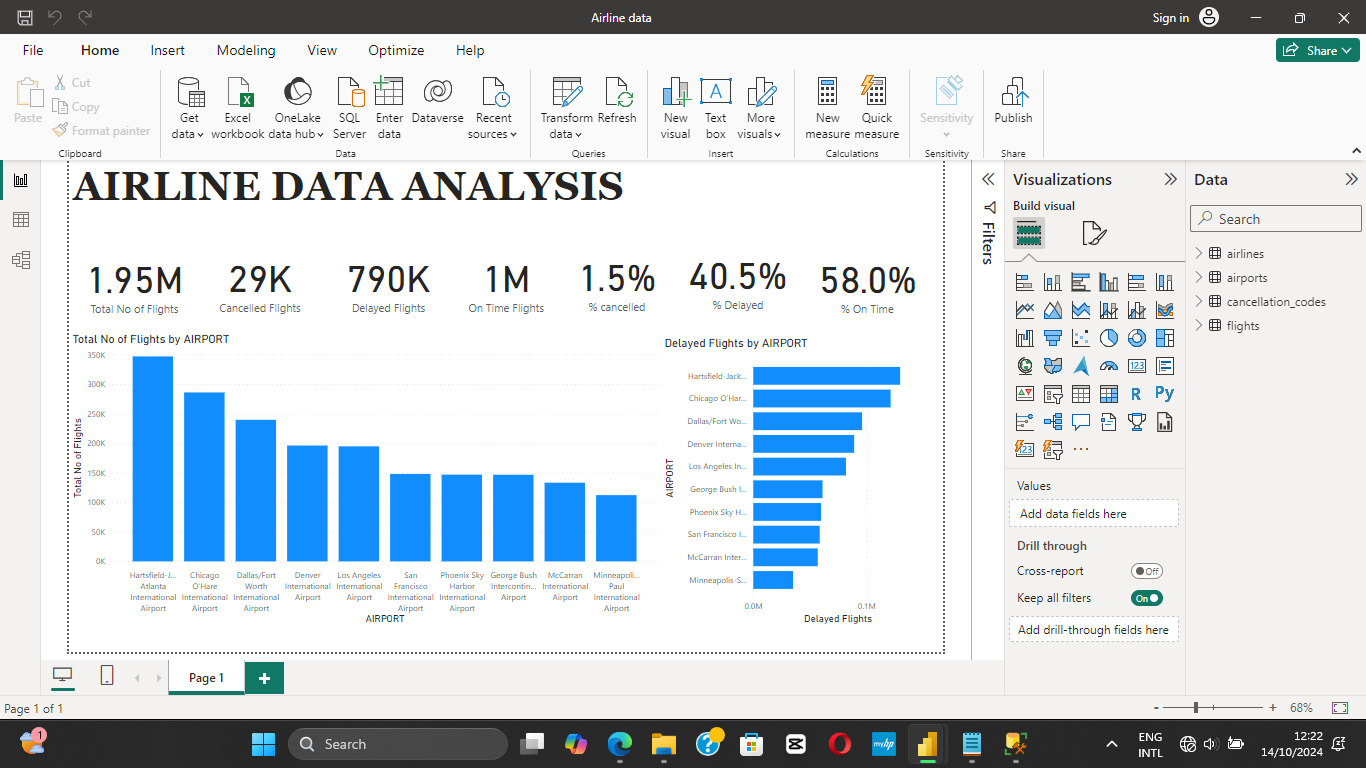 Airline data
Sign in
File Home Insert Modeling View Optimize Help
Share
Paste
Cut
Copy
Format painter
Clipboard
Get data
Excel workbook
OneLake data hub
SQL Server
Enter data
Dataverse
Recent sources
Data
Transform data
Refresh
Queries
New visual
Text box
More visuals
Insert
New measure
Quick measure
Calculations
Sensitivity
Sensitivity
Publish
Share
AIRLINE DATA ANALYSIS
1.95M 29K 790K 1M 1.5% 40.5% 58.0%
Total No of Flights Cancelled Flights Delayed Flights On Time Flights % cancelled % Delayed % On Time
Total No of Flights by AIRPORT
350K
300K
250K
200K
150K
100K
50K
0K
Total No of Flights
Hartsfield-J... Atlanta International Airport
Chicago O'Hare International Airport
Dallas/Fort Worth International Airport
Denver International Airport
Los Angeles International Airport
San Francisco International Airport
Phoenix Sky Harbor International Airport
George Bush Intercontin... Airport
McCarran International Airport
Minneapoli... Paul International Airport
AIRPORT
Delayed Flights by AIRPORT
AIRPORT
Hartsfield-Jack...
Chicago O'Har...
Dallas/Fort Wo...
Denver Interna...
Los Angeles In...
George Bush I...
Phoenix Sky H...
San Francisco I...
McCarran Inter...
Minneapolis-S...
0.0M 0.1M
Delayed Flights
Filters
Visualizations
Build visual
123
R
Py
123
...
Values
Add data fields here
Drill through
Cross-report Off
Keep all filters On
Add drill-through fields here
Data
Search
airlines
airports
cancellation_codes
flights
Page 1
+
Page 1 of 1
- + 68%
1
Search
myhp
ENG
INTL
12:22
14/10/2024